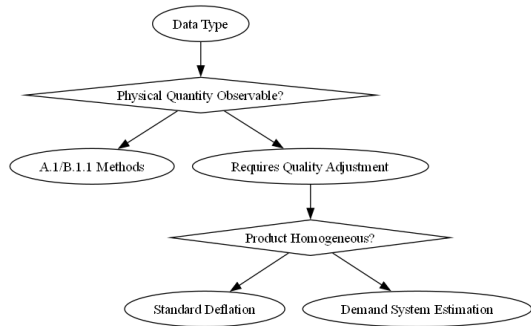 Data Type
Physical Quantity Observable?
A.1/B.1.1 Methods
Requires Quality Adjustment
Product Homogeneous?
Standard Deflation
Demand System Estimation